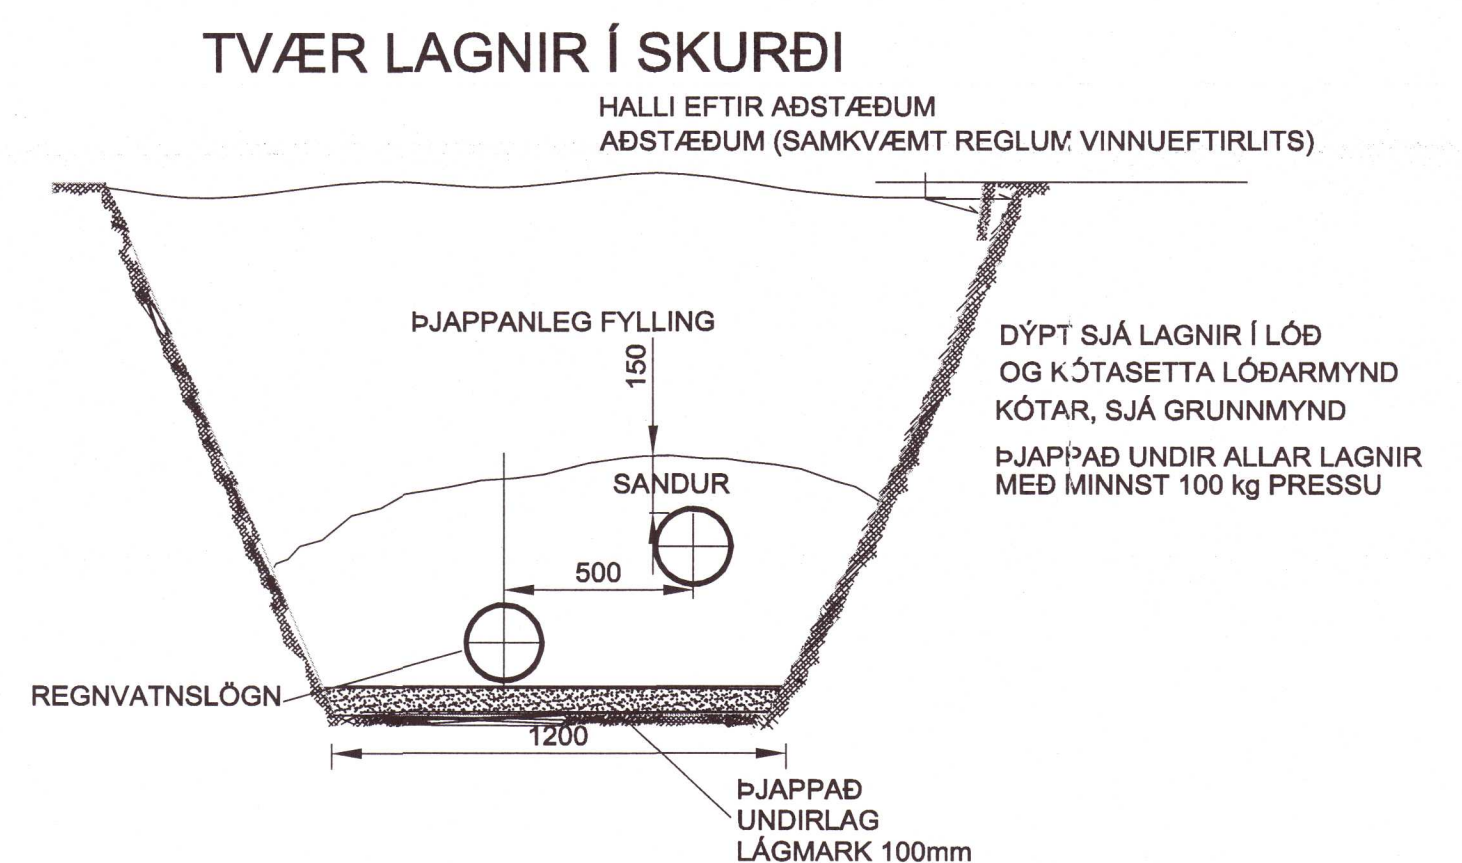 TVÆR LAGNIR Í SKURÐI
HALLI EFTIR AÐSTÆÐUM
AÐSTÆÐUM (SAMKVÆMT REGLUM VINNUEFTIRLITS)
ÞJAPPANLEG FYLLING
150
DÝPT SJÁ LAGNIR Í LÓÐ
OG KÓTASETTA LÓÐARMYND
KÓTAR, SJÁ GRUNNMYND
ÞJAPPAÐ UNDIR ALLAR LAGNIR
MEÐ MINNST 100 kg PRESSU
SANDUR
500
REGNVATNSLÖGN
1200
ÞJAPPAÐ
UNDIRLAG
LÁGMARK 100mm